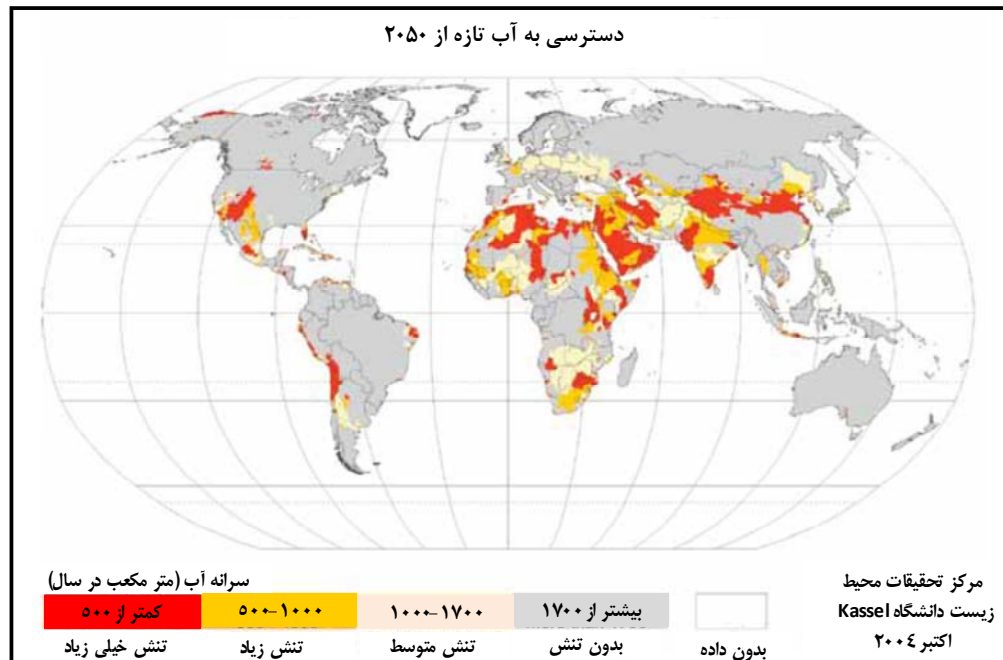 دسترسی به آب تازه از ۲۰۵۰
سرانه آب (متر مکعب در سال)
بیشتر از ۱۷۰۰
۱۰۰۰-۱۷۰۰
۵۰۰-۱۰۰۰
کمتر از ۵۰۰
بدون داده
بدون تنش
تنش متوسط
تنش زیاد
تنش خیلی زیاد
مرکز تحقیقات محیط
زیست دانشگاه Kassel
اکتبر ۲۰۰۴